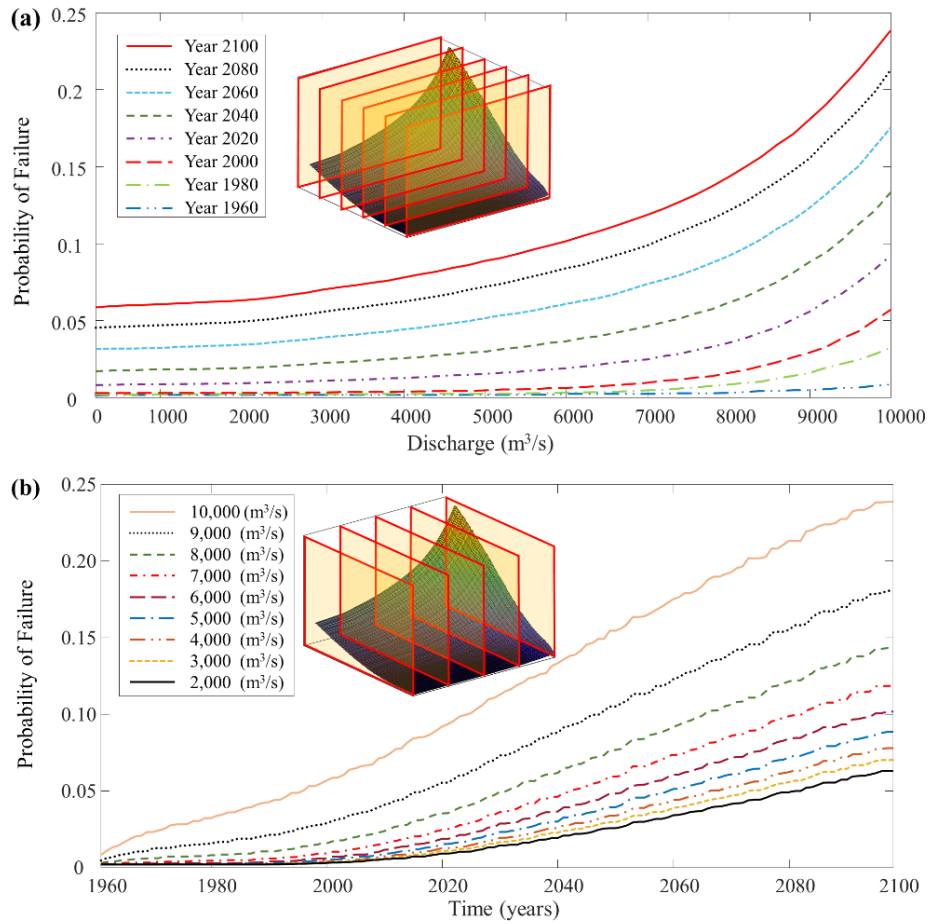 (a)
0.25
0.2
0.15
0.1
0.05
0
Probability of Failure
Year 2100
Year 2080
Year 2060
Year 2040
Year 2020
Year 2000
Year 1980
Year 1960
0 1000 2000 3000 4000 5000 6000 7000 8000 9000 10000
Discharge (m³/s)
(b)
0.25
0.20
0.15
0.10
0.05
0
Probability of Failure
10,000 (m³/s)
9,000 (m³/s)
8,000 (m³/s)
7,000 (m³/s)
6,000 (m³/s)
5,000 (m³/s)
4,000 (m³/s)
3,000 (m³/s)
2,000 (m³/s)
1960 1980 2000 2020 2040 2060 2080 2100
Time (years)